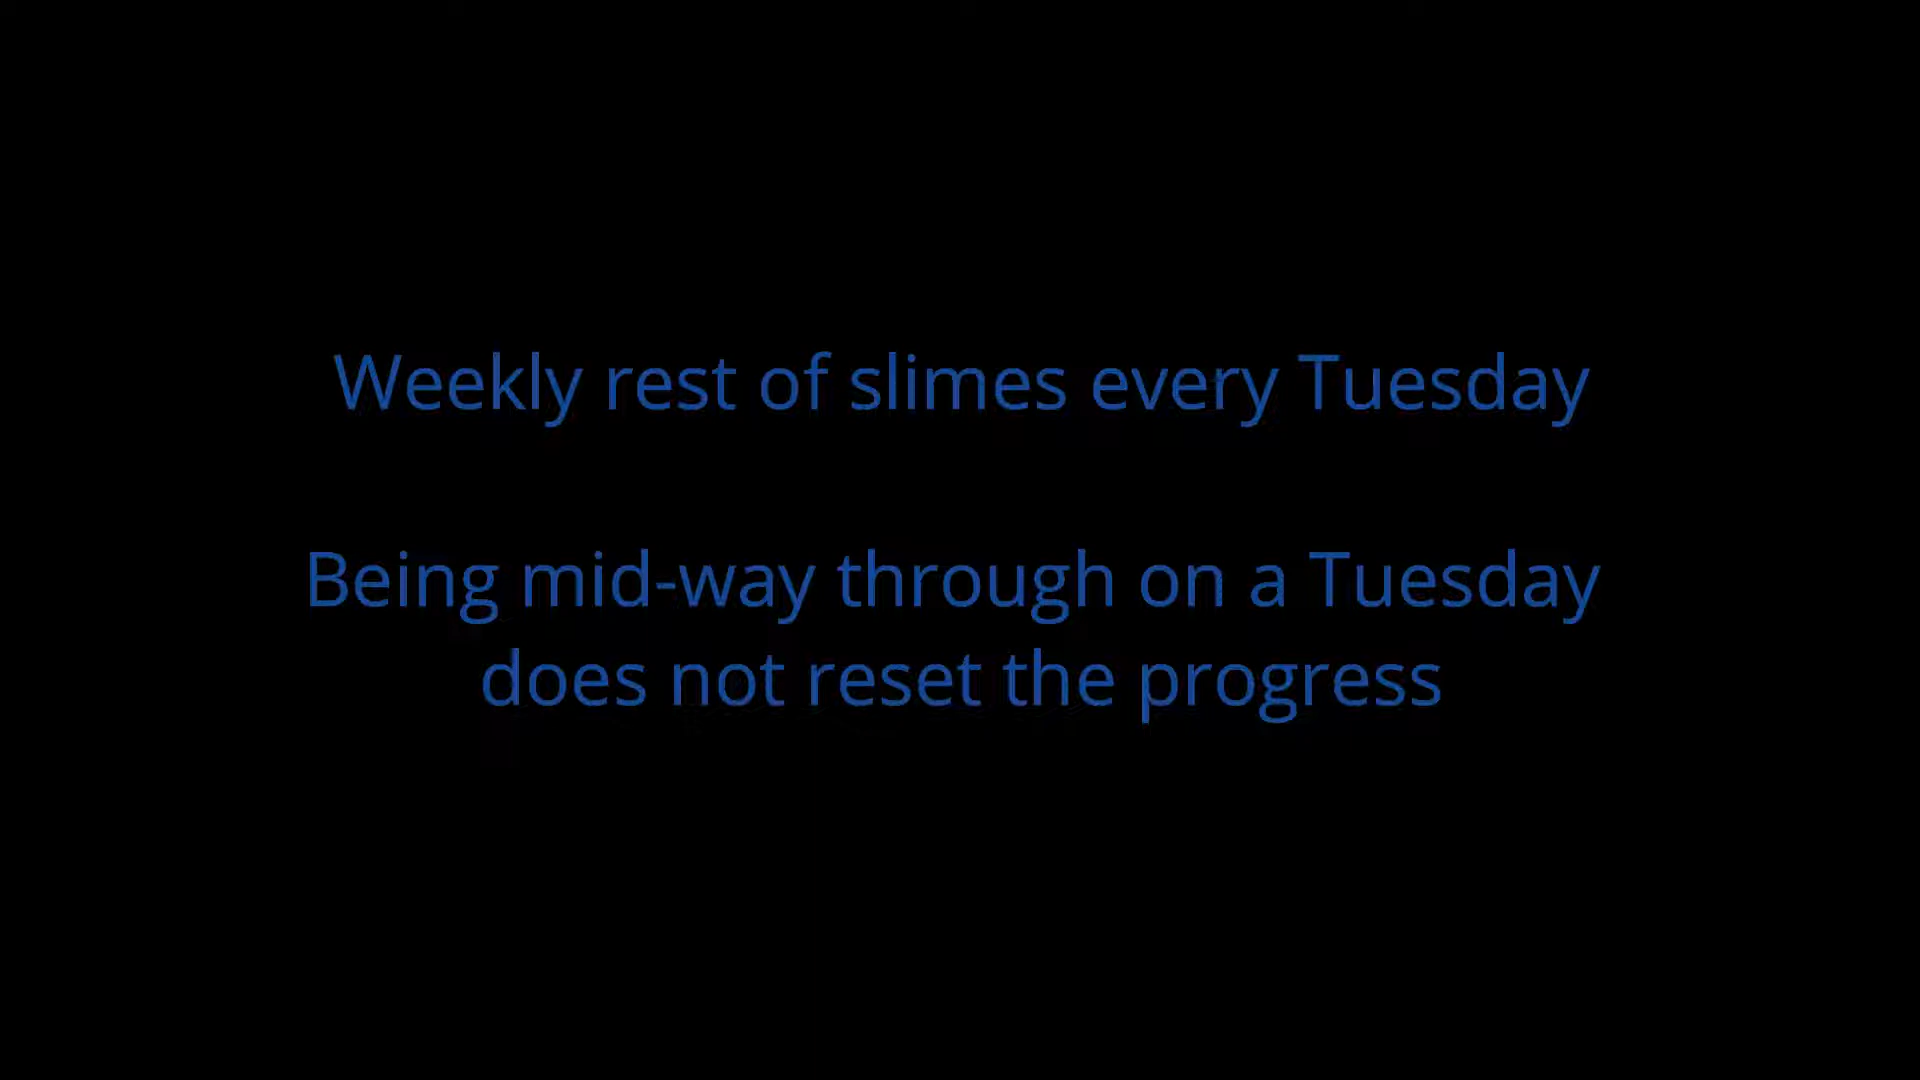 Weekly rest of slimes every Tuesday
Being mid-way through on a Tuesday
does not reset the progress